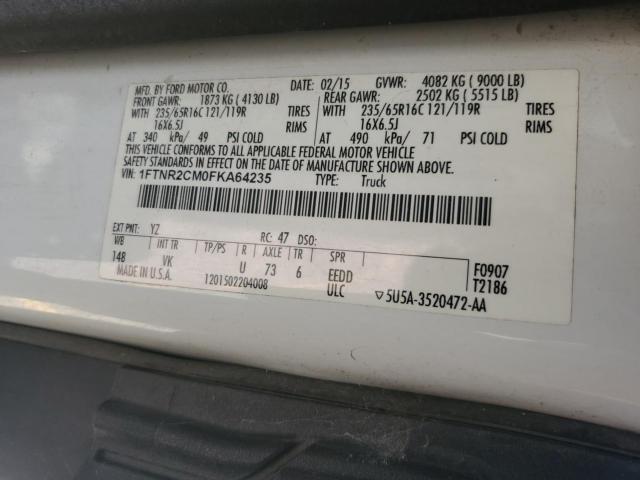 MFD. BY FORD MOTOR CO. DATE: 02/15 GVWR: 4082 KG ( 9000 LB)
FRONT GAWR: 1873 KG ( 4130 LB) REAR GAWR: 2502 KG ( 5515 LB)
WITH 235/65R16C 121/119R TIRES WITH 235/65R16C 121/119R TIRES
16X6.5J RIMS 16X6.5J RIMS
AT 340 kPa/ 49 PSI COLD AT 490 kPa/ 71 PSI COLD
THIS VEHICLE CONFORMS TO ALL APPLICABLE FEDERAL MOTOR VEHICLE
SAFETY STANDARDS IN EFFECT ON THE DATE OF MANUFACTURE SHOWN ABOVE.
VIN: 1FTNR2CM0FKA64235 TYPE: Truck
EXT PNT: YZ RC: 47 DSO:
WB INT TR TP/PS R AXLE TR SPR
148 VK U 73 6 EEDD F0907
MADE IN U.S.A. 1201502204008 ULC T2186
▽5U5A-3520472-AA